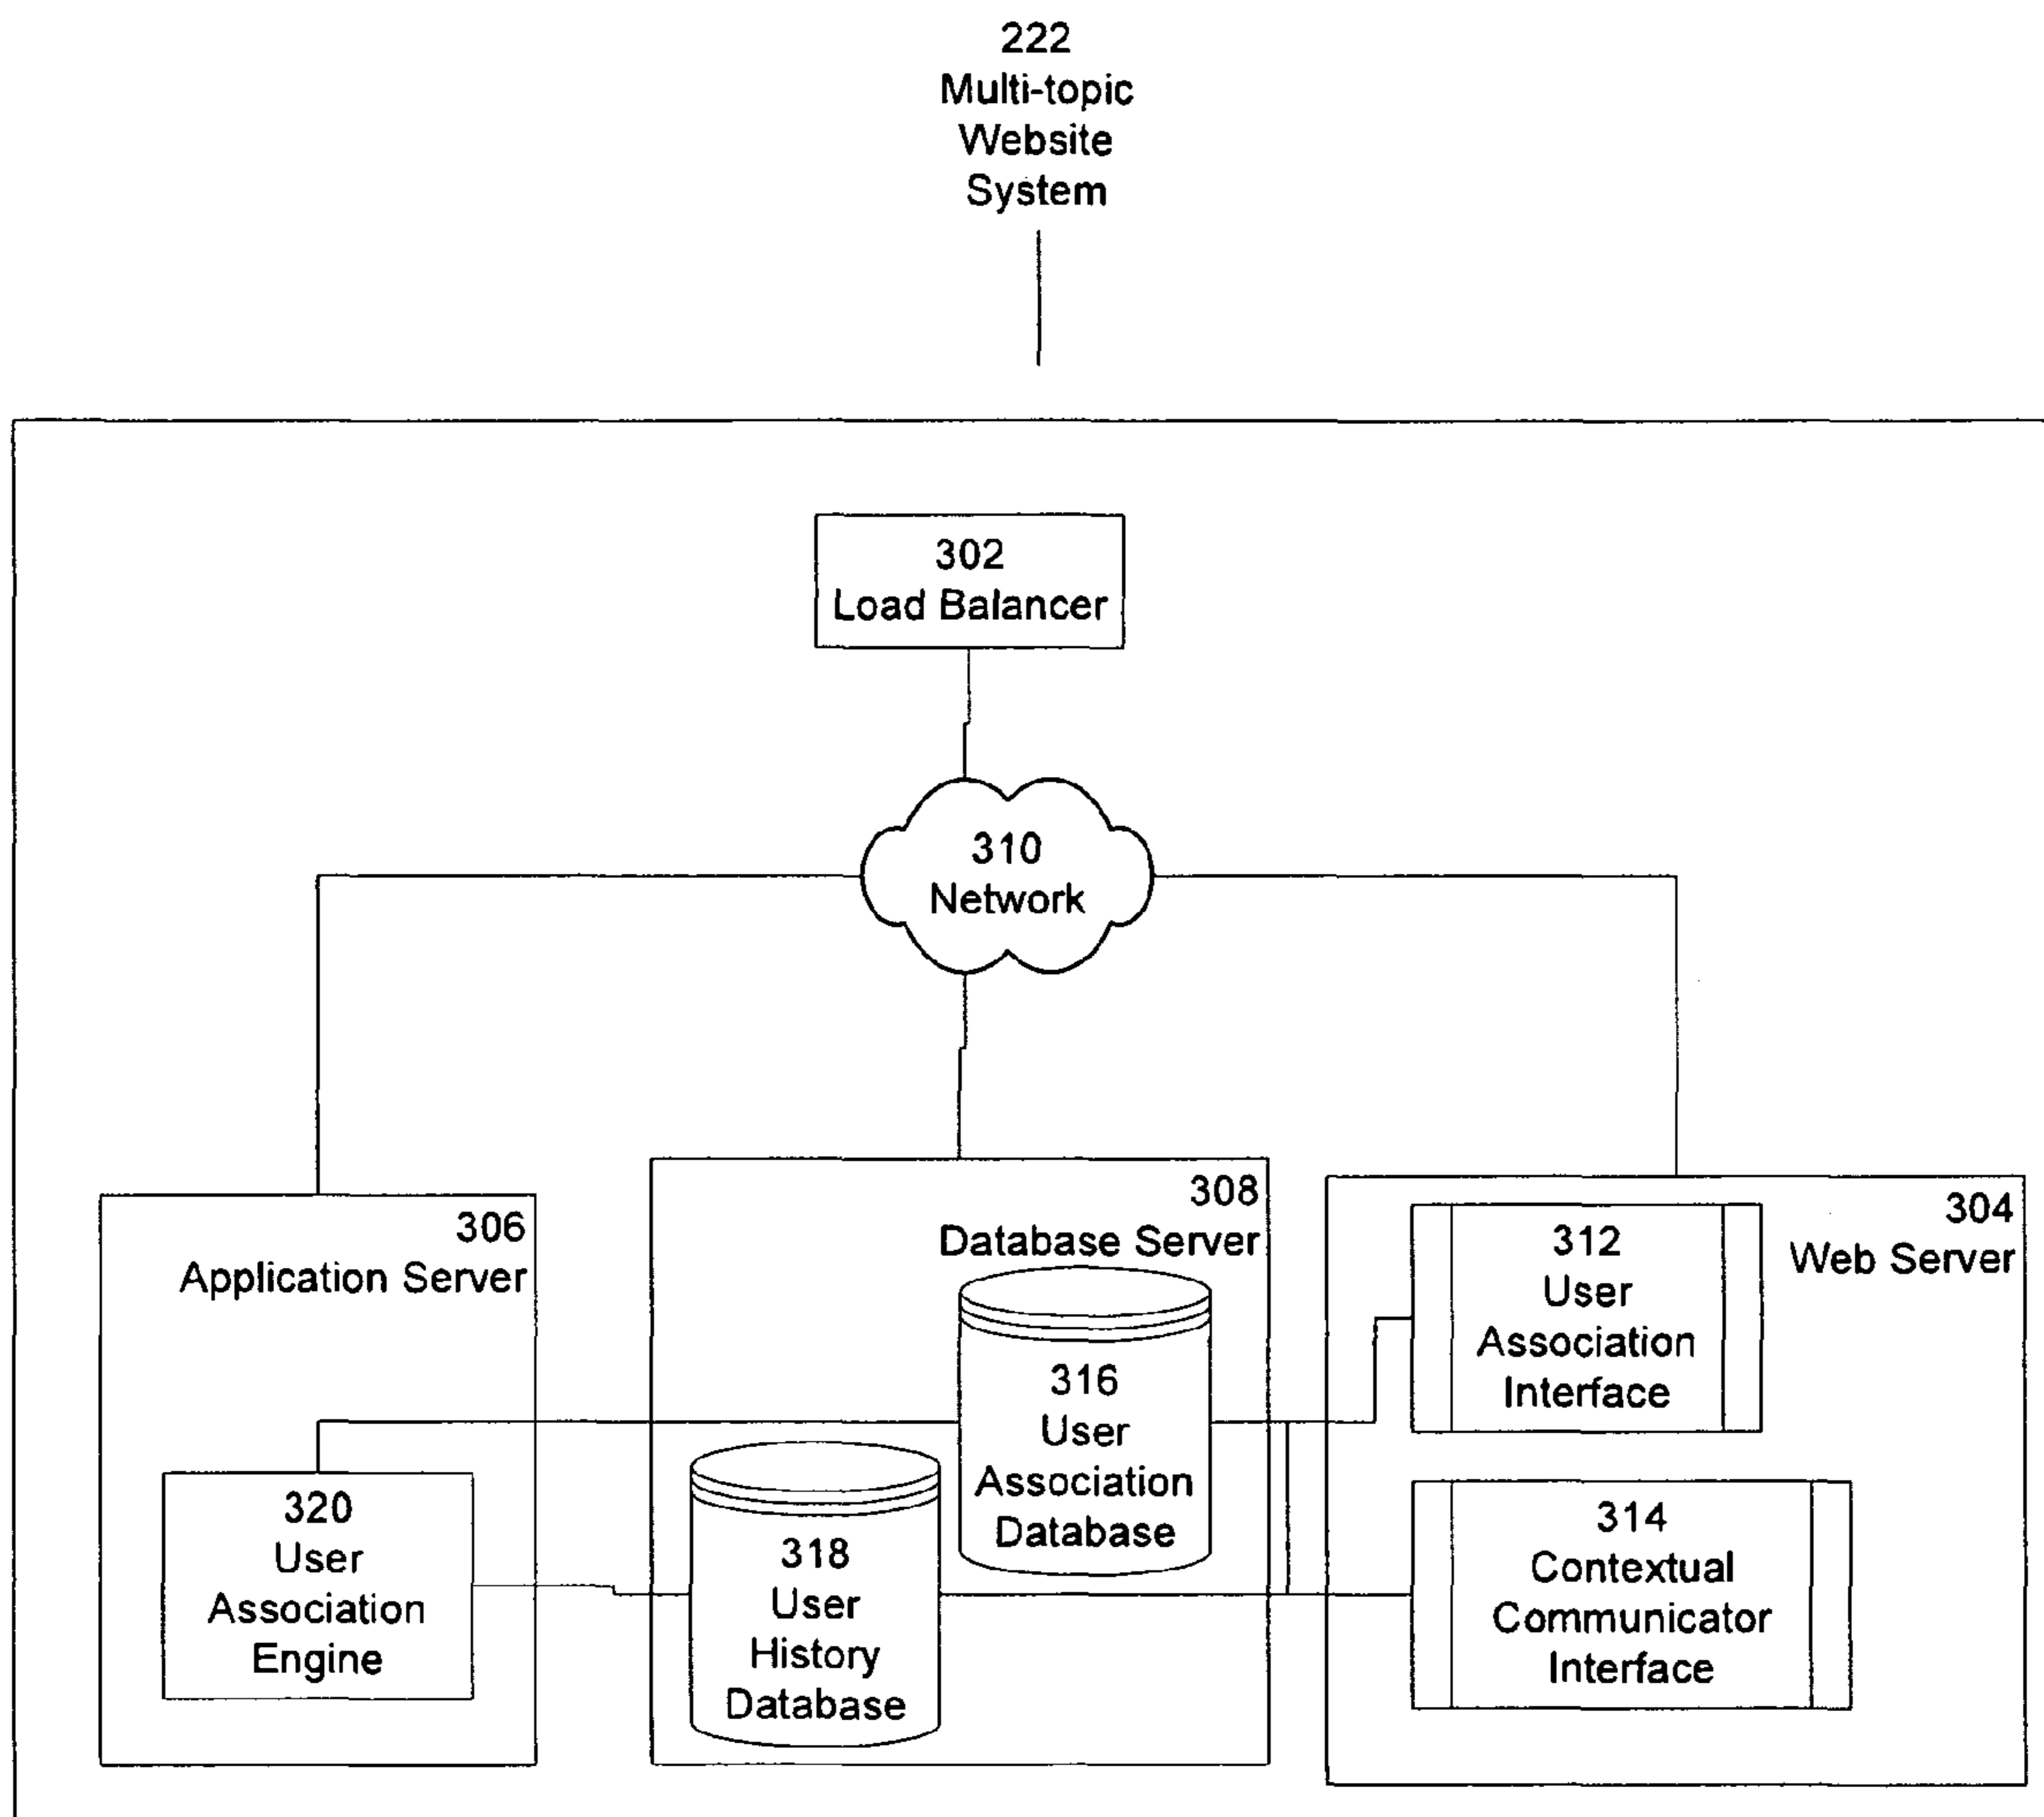 222
Multi-topic
Website
System
302
Load Balancer
310
Network
306
Application Server
308
Database Server
304
Web Server
312
User
Association
Interface
316
User
Association
Database
314
Contextual
Communicator
Interface
318
User
History
Database
320
User
Association
Engine